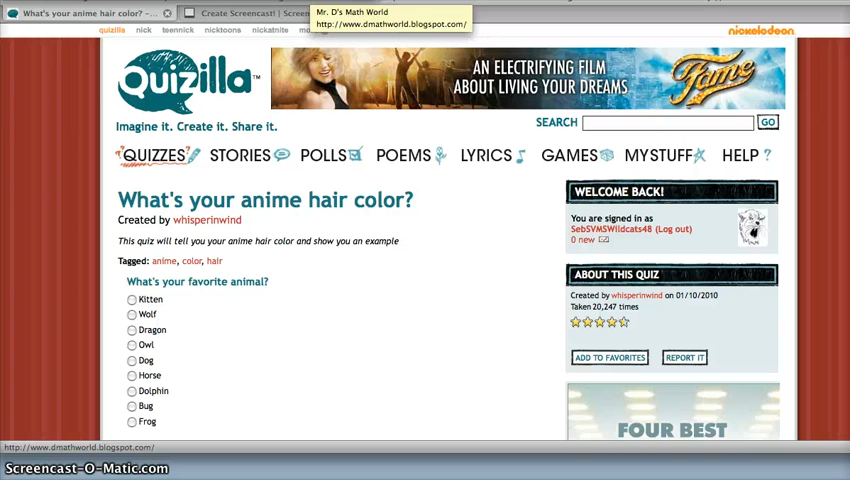 What's your anime hair color? -
Create Screencast! | Screen
Mr. D's Math World
http://www.dmathworld.blogspot.com/
quizilla nick teennick nicktoons nickatnite
nickelodeon
Quizilla™
AN ELECTRIFYING FILM
ABOUT LIVING YOUR DREAMS
Fame
Imagine it. Create it. Share it.
SEARCH GO
QUIZZES STORIES POLLS POEMS LYRICS GAMES MYSTUFF HELP ?
What's your anime hair color?
Created by whisperinwind
This quiz will tell you your anime hair color and show you an example
Tagged: anime, color, hair
What's your favorite animal?
Kitten
Wolf
Dragon
Owl
Dog
Horse
Dolphin
Bug
Frog
WELCOME BACK!
You are signed in as
SebSVMSWildcats48 (Log out)
0 new
ABOUT THIS QUIZ
Created by whisperinwind on 01/10/2010
Taken 20,247 times
ADD TO FAVORITES REPORT IT
FOUR BEST
http://www.dmathworld.blogspot.com/
Screencast-O-Matic.com